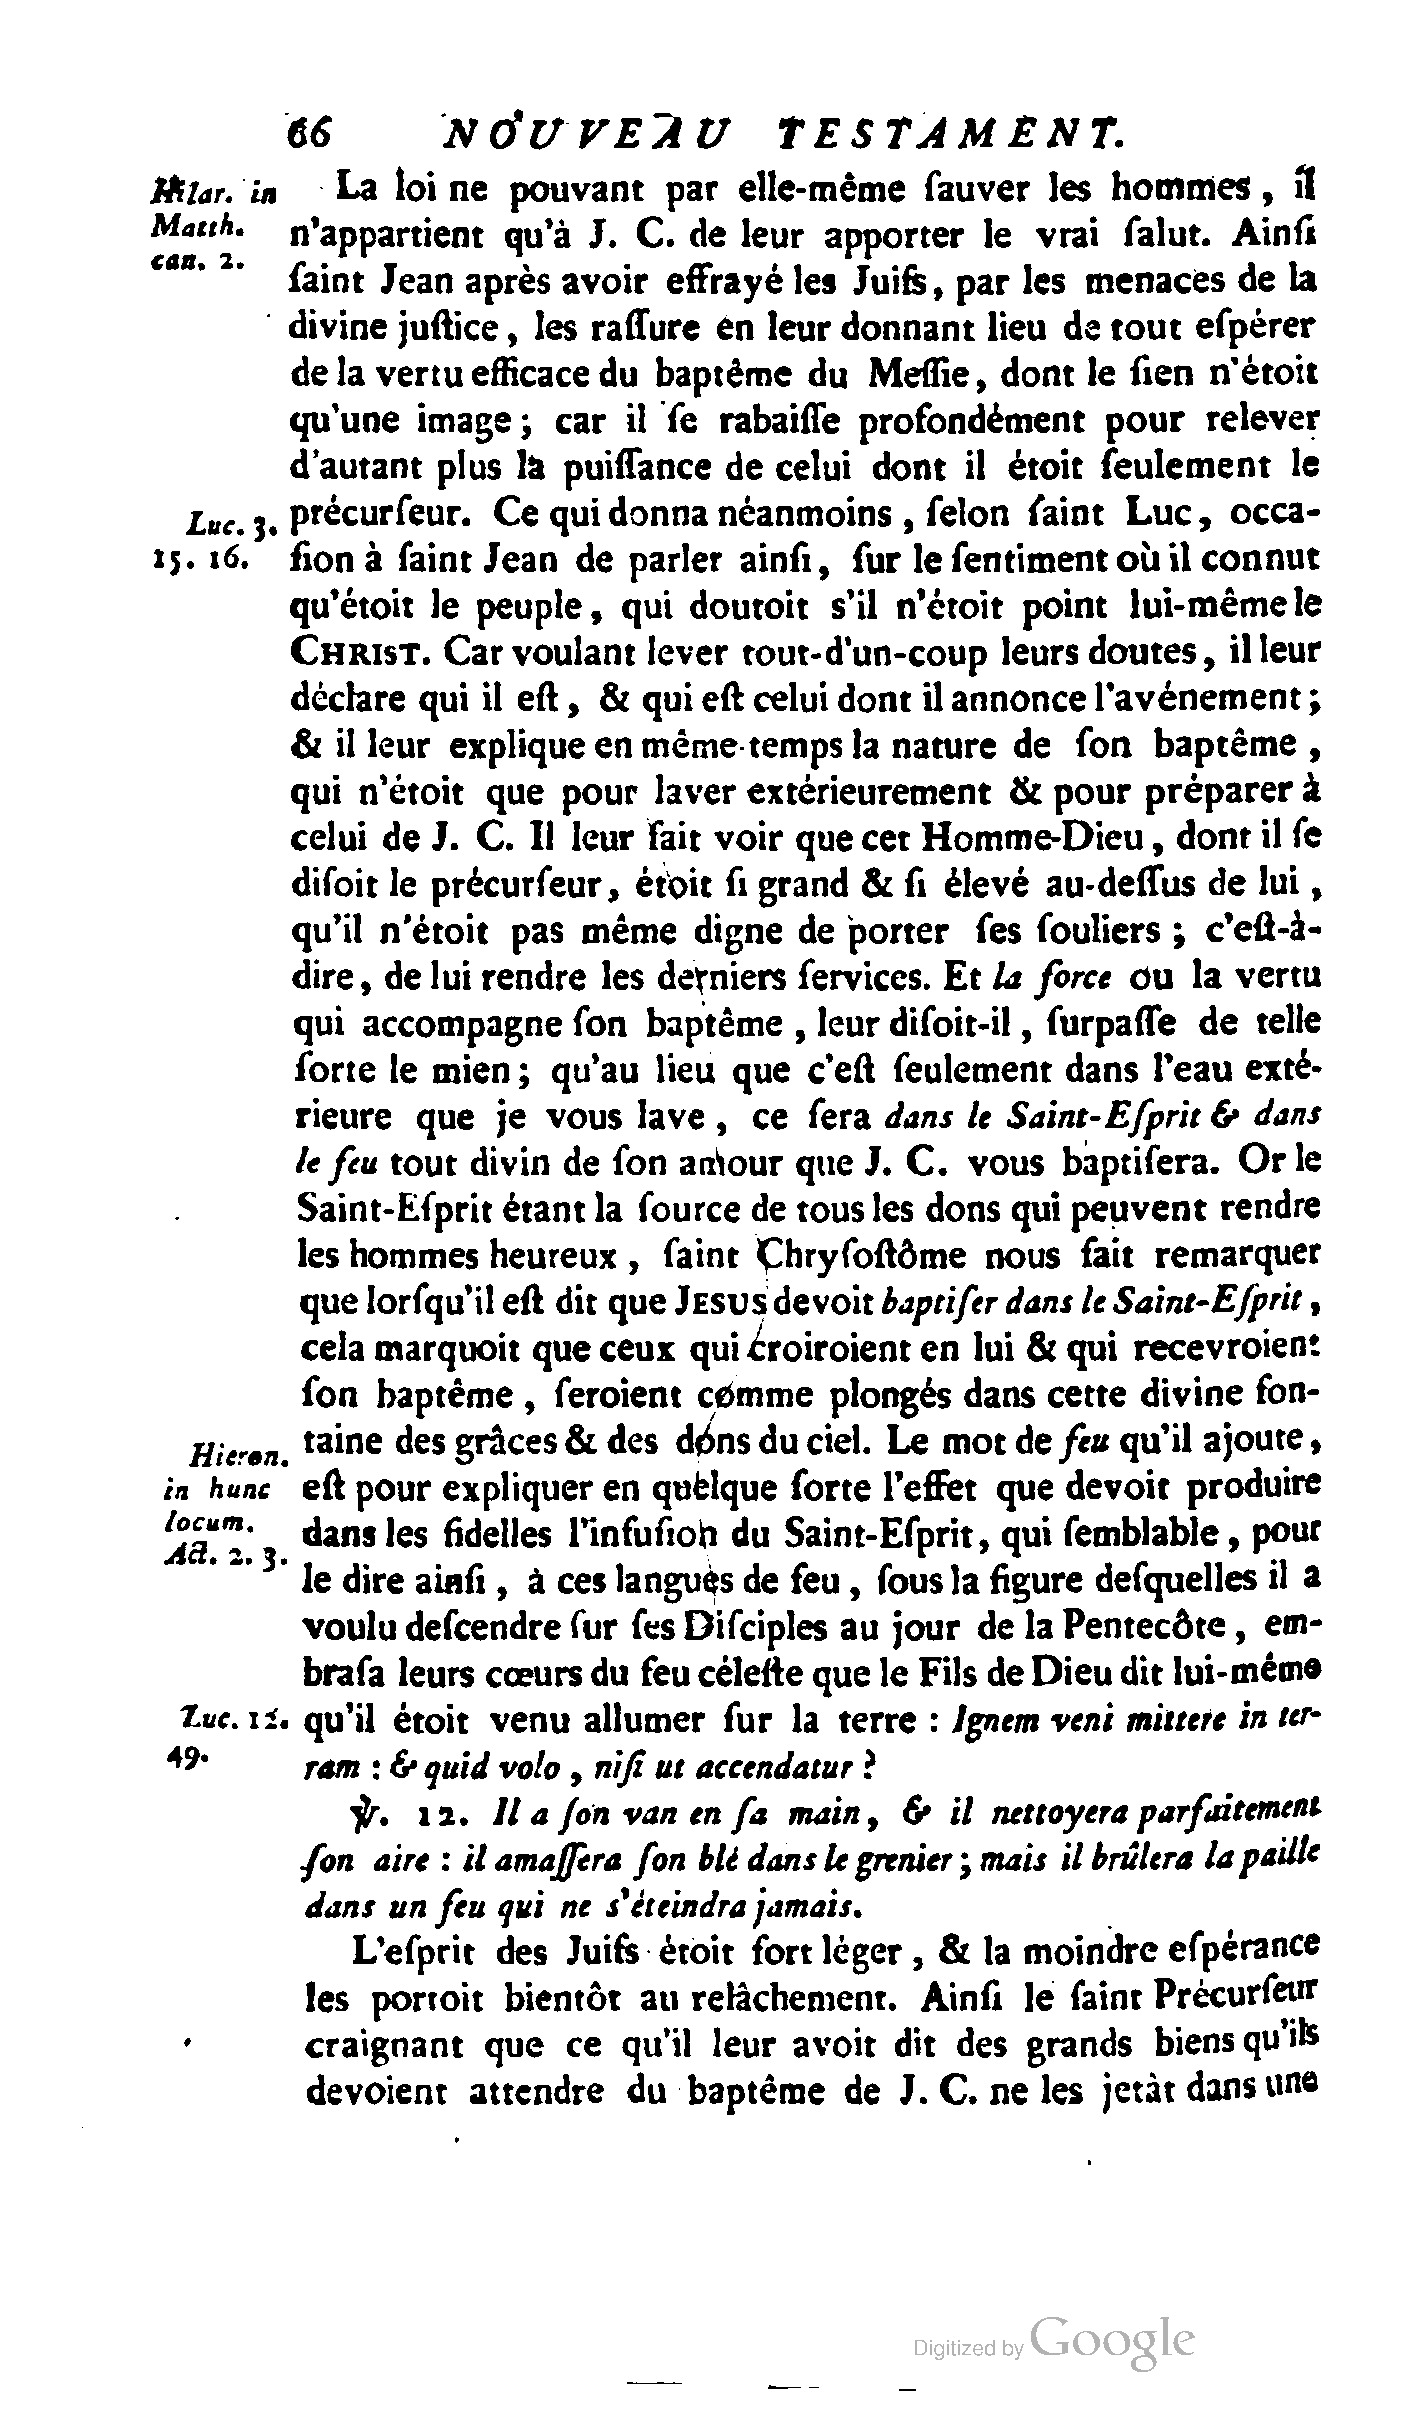 66 NOUVEAU TESTAMENT.
Hilar. in
Matth.
can. 2.
La loi ne pouvant par elle-même ſauver les hommes, il
n'appartient qu'à J. C. de leur apporter le vrai ſalut. Ainſi
ſaint Jean après avoir effrayé les Juifs, par les menaces de la
divine juſtice, les raſſure en leur donnant lieu de tout eſpérer
de la vertu efficace du baptême du Meſſie, dont le ſien n'étoit
qu'une image; car il ſe rabaiſſe profondément pour relever
d'autant plus la puiſſance de celui dont il étoit ſeulement le
Luc. 3.
15. 16.
précurſeur. Ce qui donna néanmoins, ſelon ſaint Luc, occa-
ſion à ſaint Jean de parler ainſi, ſur le ſentiment où il connut
qu'étoit le peuple, qui doutoit s'il n'étoit point lui-même le
CHRIST. Car voulant lever tout-d'un-coup leurs doutes, il leur
déclare qui il eſt, & qui eſt celui dont il annonce l'avénement;
& il leur explique en même-temps la nature de ſon baptême,
qui n'étoit que pour laver extérieurement & pour préparer à
celui de J. C. Il leur fait voir que cet Homme-Dieu, dont il ſe
diſoit le précurſeur, étoit ſi grand & ſi élevé au-deſſus de lui,
qu'il n'étoit pas même digne de porter ſes ſouliers; c'eſt-à-
dire, de lui rendre les derniers ſervices. Et la force ou la vertu
qui accompagne ſon baptême, leur diſoit-il, ſurpaſſe de telle
ſorte le mien; qu'au lieu que c'eſt ſeulement dans l'eau exté-
rieure que je vous lave, ce ſera dans le Saint-Eſprit & dans
le feu tout divin de ſon amour que J. C. vous baptiſera. Or le
Saint-Eſprit étant la ſource de tous les dons qui peuvent rendre
les hommes heureux, ſaint Chryſoſtôme nous fait remarquer
que lorſqu'il eſt dit que JESUS devoit baptiſer dans le Saint-Eſprit,
cela marquoit que ceux qui croiroient en lui & qui recevroient
ſon baptême, ſeroient comme plongés dans cette divine fon-
Hieron.
in hunc
locum.
Act. 2. 3.
taine des grâces & des dons du ciel. Le mot de feu qu'il ajoute,
eſt pour expliquer en quelque ſorte l'effet que devoit produire
dans les fidelles l'infuſion du Saint-Eſprit, qui ſemblable, pour
le dire ainſi, à ces langues de feu, ſous la figure deſquelles il a
voulu deſcendre ſur ſes Diſciples au jour de la Pentecôte, em-
braſa leurs cœurs du feu céleſte que le Fils de Dieu dit lui-même
Luc. 12.
49.
qu'il étoit venu allumer ſur la terre : Ignem veni mittere in ter-
ram : & quid volo, niſi ut accendatur ?
℣. 12. Il a ſon van en ſa main, & il nettoyera parfaitement
ſon aire : il amaſſera ſon blé dans le grenier; mais il brûlera la paille
dans un feu qui ne s'éteindra jamais.
L'eſprit des Juifs étoit fort léger, & la moindre eſpérance
les portoit bientôt au relâchement. Ainſi le ſaint Précurſeur
craignant que ce qu'il leur avoit dit des grands biens qu'ils
devoient attendre du baptême de J. C. ne les jetât dans une
Digitized by Google